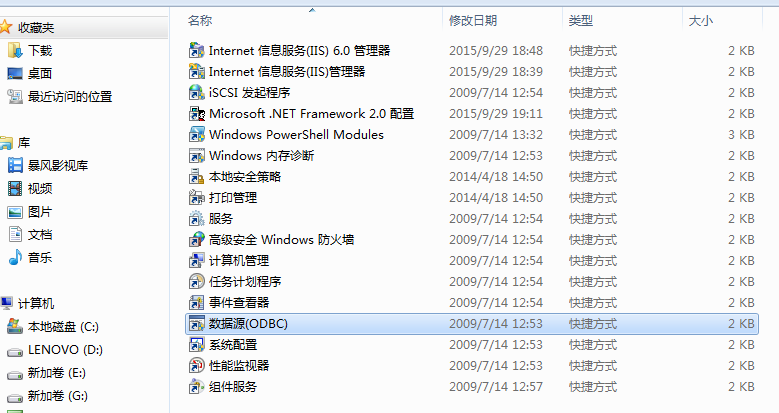 收藏夹
下载
桌面
最近访问的位置
库
暴风影视库
视频
图片
文档
音乐
计算机
本地磁盘 (C:)
LENOVO (D:)
新加卷 (E:)
新加卷 (G:)
名称 修改日期 类型 大小
Internet 信息服务(IIS) 6.0 管理器 2015/9/29 18:48 快捷方式 2 KB
Internet 信息服务(IIS)管理器 2015/9/29 18:39 快捷方式 2 KB
iSCSI 发起程序 2009/7/14 12:54 快捷方式 2 KB
Microsoft .NET Framework 2.0 配置 2015/9/29 19:11 快捷方式 2 KB
Windows PowerShell Modules 2009/7/14 13:32 快捷方式 3 KB
Windows 内存诊断 2009/7/14 12:53 快捷方式 2 KB
本地安全策略 2014/4/18 14:50 快捷方式 2 KB
打印管理 2014/4/18 14:50 快捷方式 2 KB
服务 2009/7/14 12:54 快捷方式 2 KB
高级安全 Windows 防火墙 2009/7/14 12:54 快捷方式 2 KB
计算机管理 2009/7/14 12:54 快捷方式 2 KB
任务计划程序 2009/7/14 12:54 快捷方式 2 KB
事件查看器 2009/7/14 12:54 快捷方式 2 KB
数据源(ODBC) 2009/7/14 12:53 快捷方式 2 KB
系统配置 2009/7/14 12:53 快捷方式 2 KB
性能监视器 2009/7/14 12:53 快捷方式 2 KB
组件服务 2009/7/14 12:57 快捷方式 2 KB